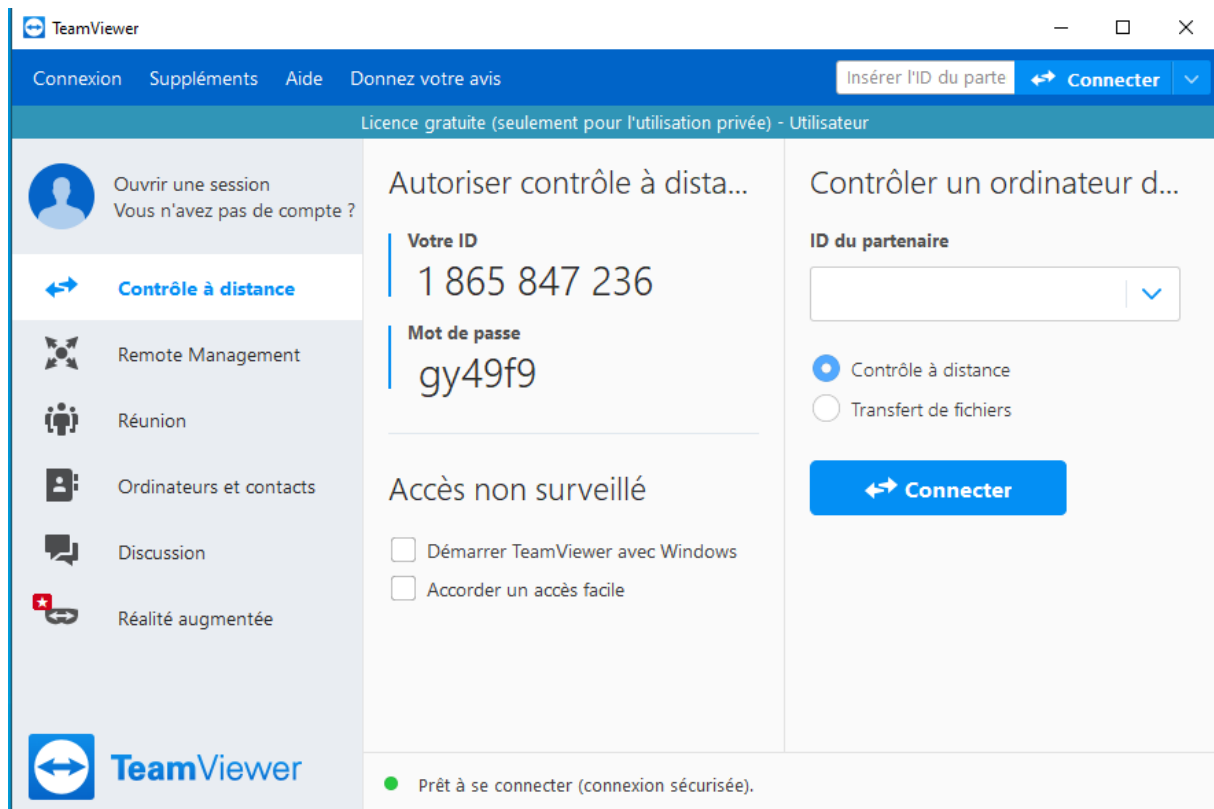 TeamViewer
Connexion Suppléments Aide Donnez votre avis
Insérer l'ID du parte
Connecter
Licence gratuite (seulement pour l'utilisation privée) - Utilisateur
Ouvrir une session
Vous n'avez pas de compte ?
Contrôle à distance
Remote Management
Réunion
Ordinateurs et contacts
Discussion
Réalité augmentée
TeamViewer
Autoriser contrôle à dista...
Votre ID
1 865 847 236
Mot de passe
gy49f9
Accès non surveillé
Démarrer TeamViewer avec Windows
Accorder un accès facile
Contrôler un ordinateur d...
ID du partenaire
Contrôle à distance
Transfert de fichiers
Connecter
Prêt à se connecter (connexion sécurisée).